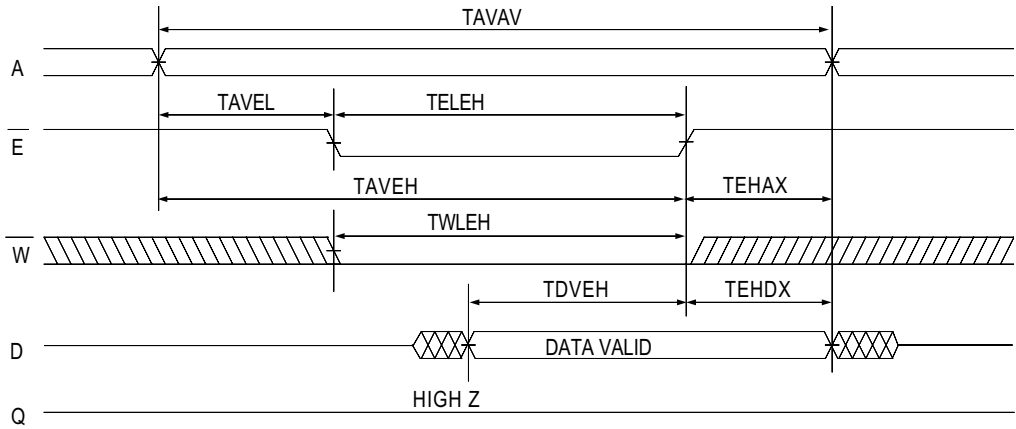 TAVAV
A
TAVEL TELEH
E
TAVEH TEHAX
TWLEH
W
TDVEH TEHDX
D DATA VALID
HIGH Z
Q